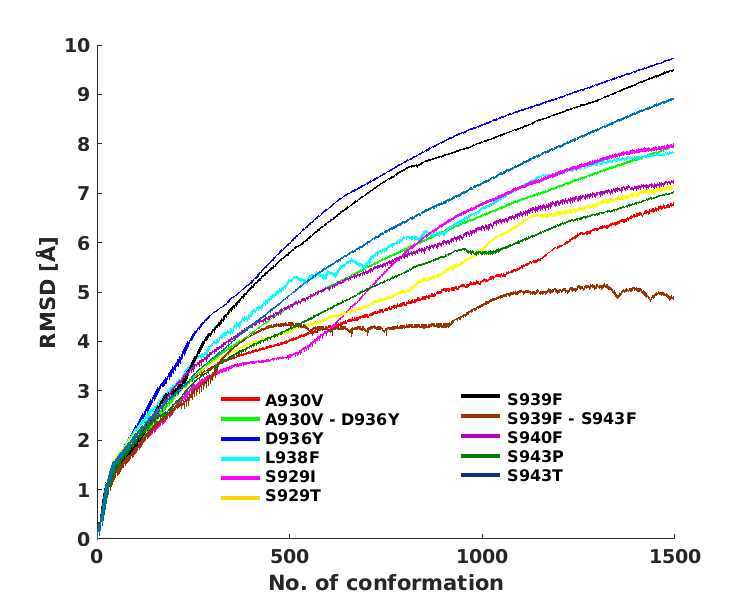 10
9
8
7
6
5
4
3
2
1
0
RMSD [Å]
A930V
A930V - D936Y
D936Y
L938F
S929I
S929T
S939F
S939F - S943F
S940F
S943P
S943T
0 500 1000 1500
No. of conformation